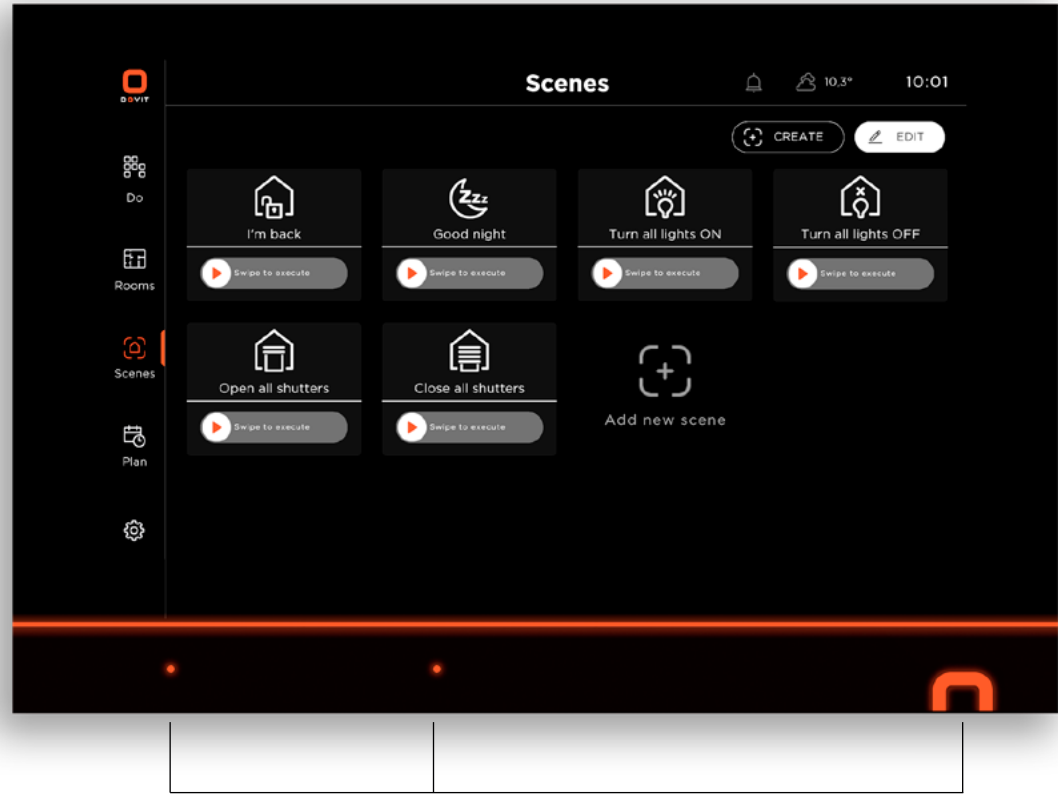 DOVIT
Scenes
10,3°
10:01
CREATE
EDIT
Do
Rooms
Scenes
Plan
I'm back
Zzz
Good night
Turn all lights ON
Turn all lights OFF
Swipe to execute
Swipe to execute
Swipe to execute
Swipe to execute
Open all shutters
Close all shutters
Add new scene
Swipe to execute
Swipe to execute